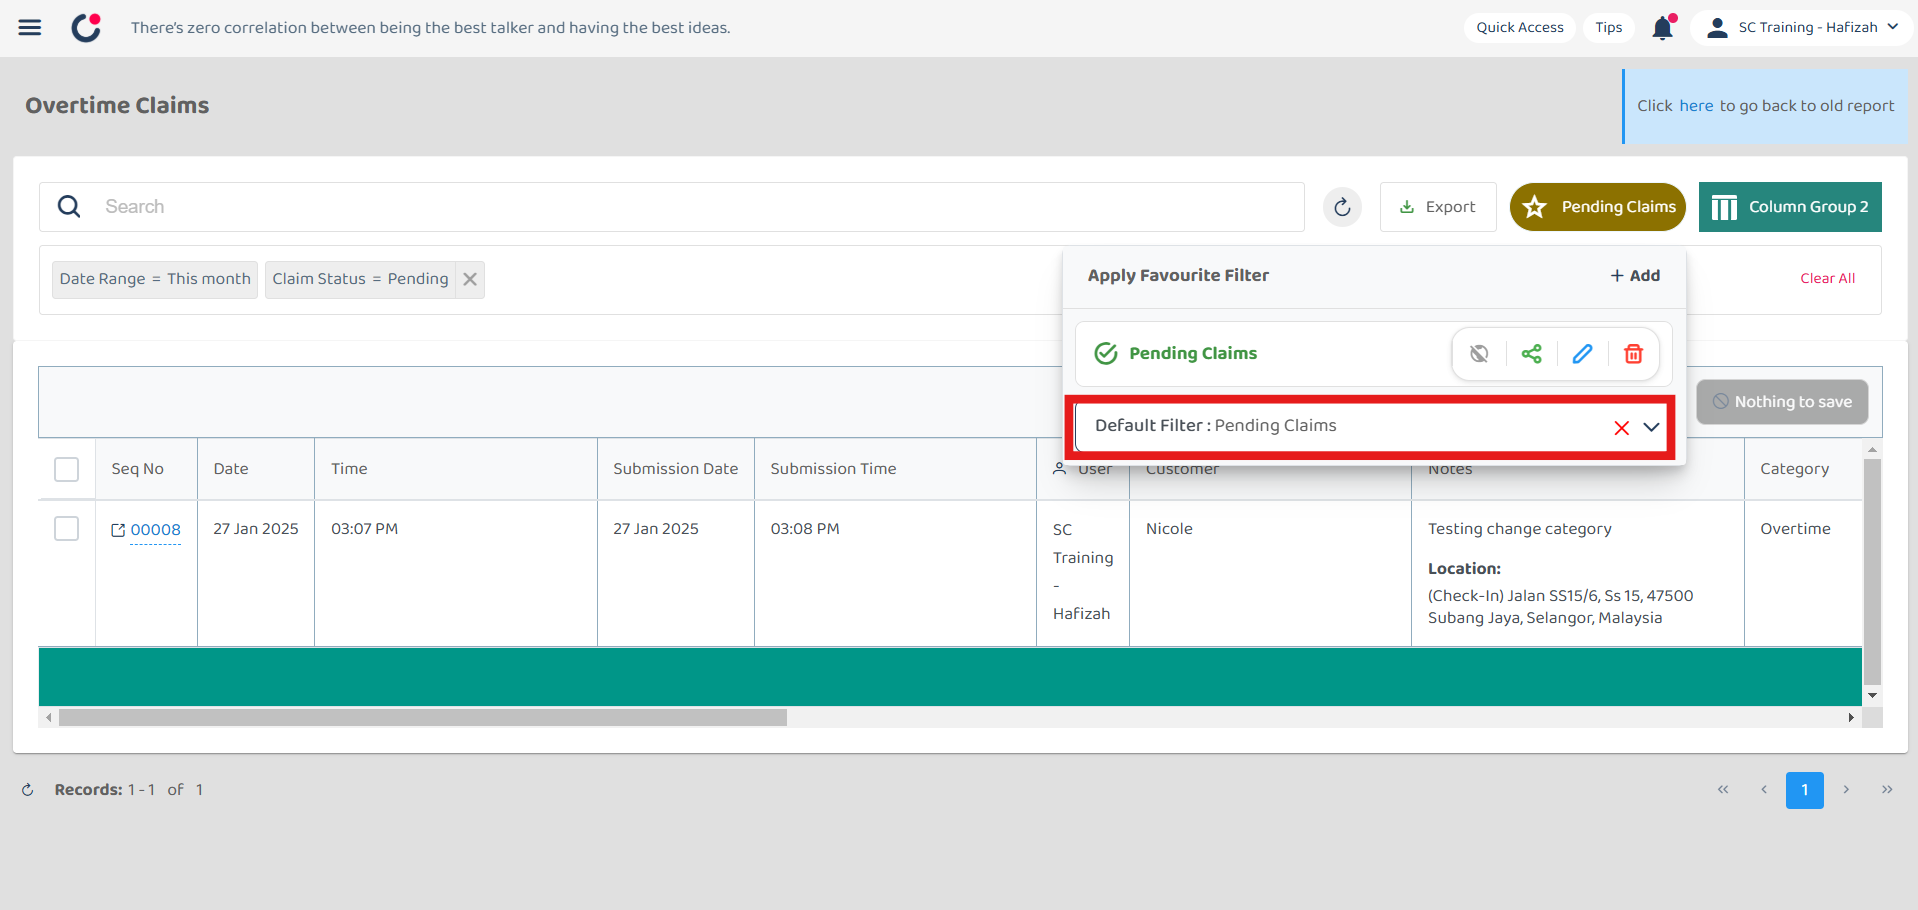 There's zero correlation between being the best talker and having the best ideas.
Quick Access
Tips
SC Training - Hafizah
Overtime Claims
Click here to go back to old report
Search
Export
Pending Claims
Column Group 2
Date Range = This month
Claim Status = Pending
Clear All
Apply Favourite Filter
+ Add
Pending Claims
Default Filter : Pending Claims
Nothing to save
Seq No
Date
Time
Submission Date
Submission Time
User
Customer
Notes
Category
00008
27 Jan 2025
03:07 PM
27 Jan 2025
03:08 PM
SC
Training
-
Hafizah
Nicole
Testing change category
Location:
(Check-In) Jalan SS15/6, Ss 15, 47500
Subang Jaya, Selangor, Malaysia
Overtime
Records: 1 - 1 of 1
1